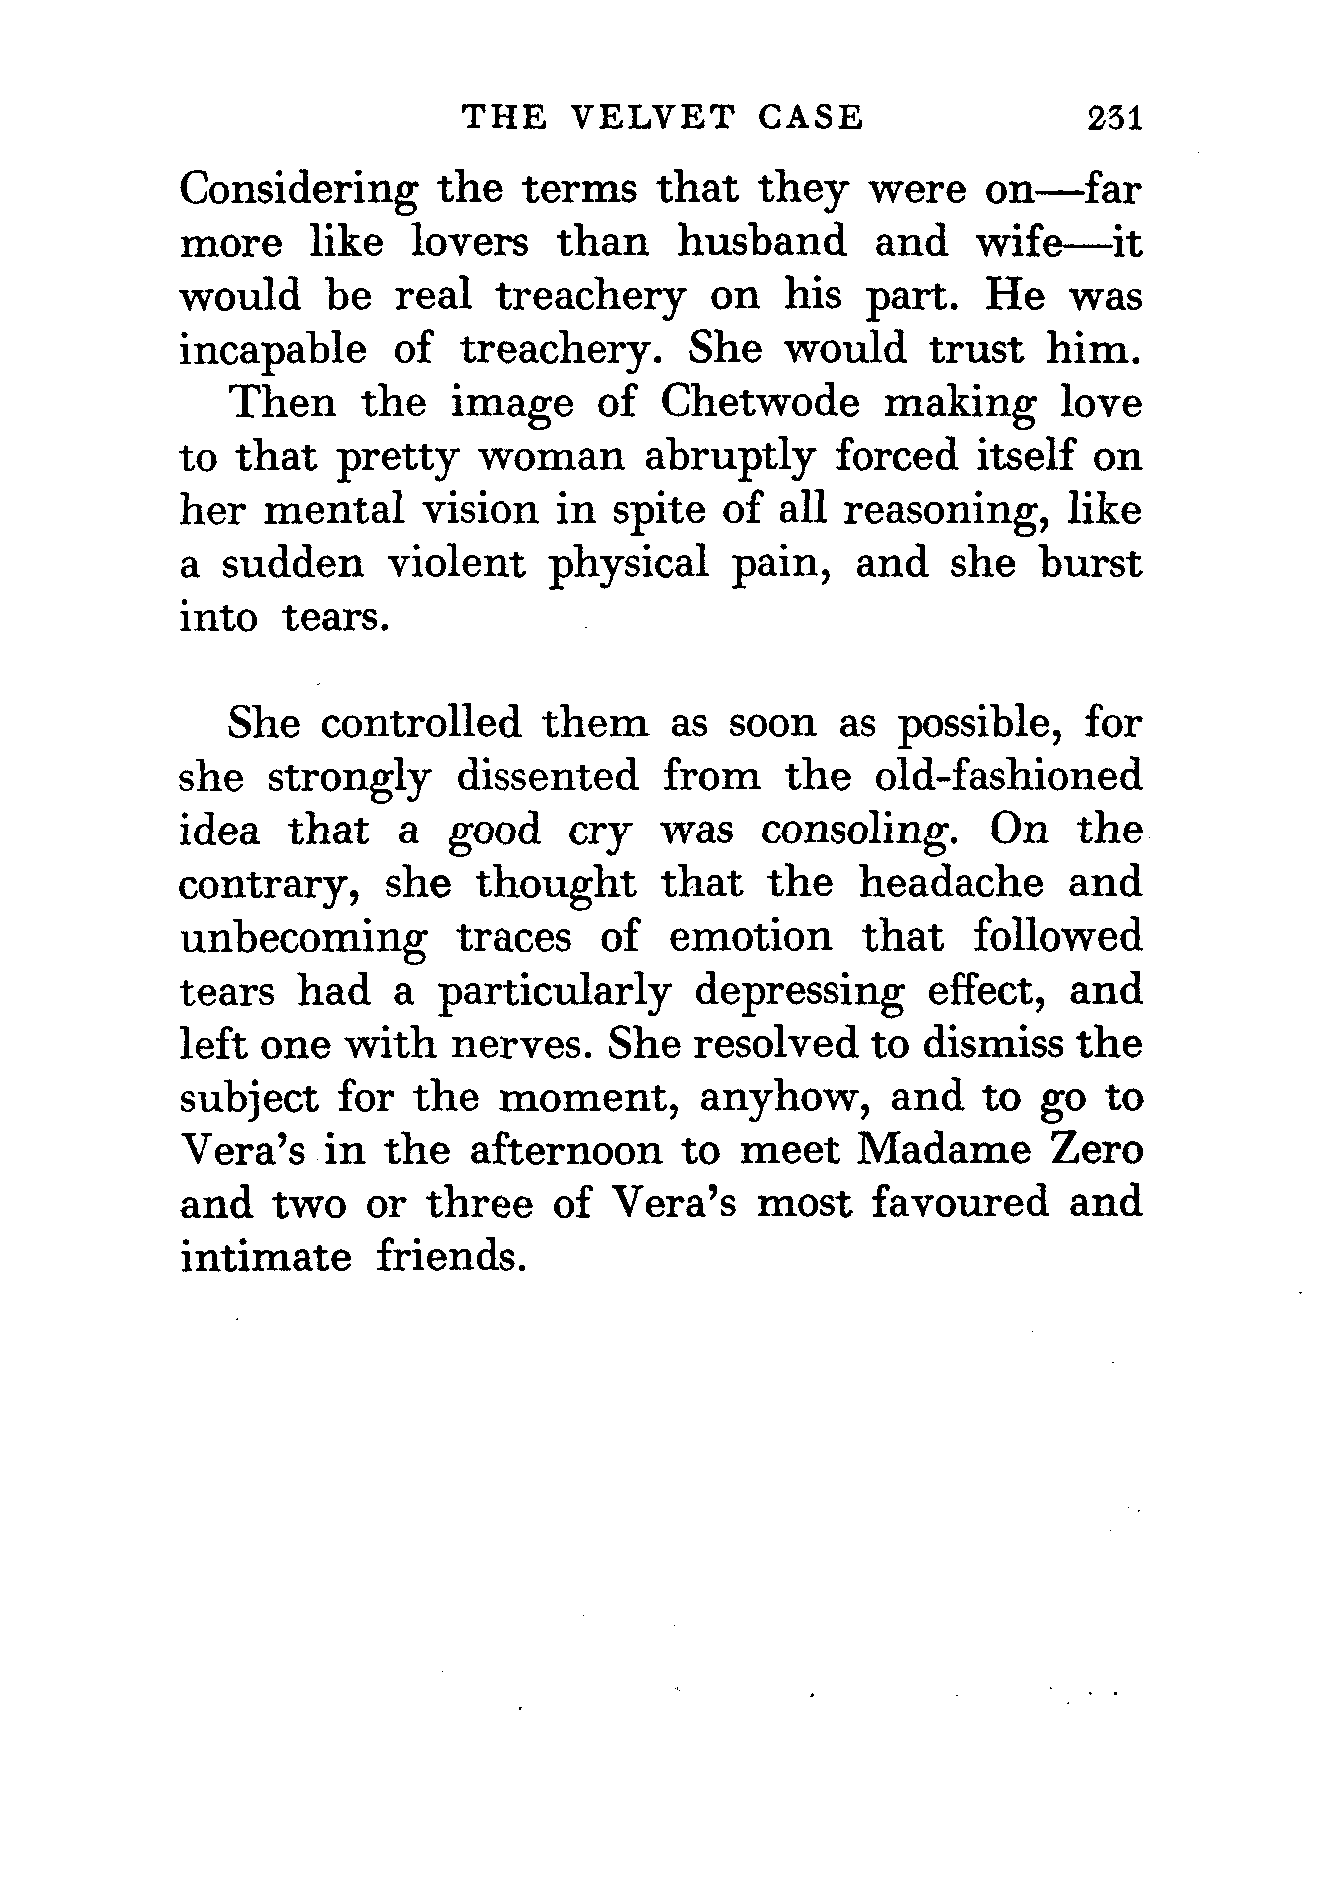 THE VELVET CASE 231
Considering the terms that they were on—far
more like lovers than husband and wife—it
would be real treachery on his part. He was
incapable of treachery. She would trust him.
Then the image of Chetwode making love
to that pretty woman abruptly forced itself on
her mental vision in spite of all reasoning, like
a sudden violent physical pain, and she burst
into tears.
She controlled them as soon as possible, for
she strongly dissented from the old-fashioned
idea that a good cry was consoling. On the
contrary, she thought that the headache and
unbecoming traces of emotion that followed
tears had a particularly depressing effect, and
left one with nerves. She resolved to dismiss the
subject for the moment, anyhow, and to go to
Vera's in the afternoon to meet Madame Zero
and two or three of Vera's most favoured and
intimate friends.